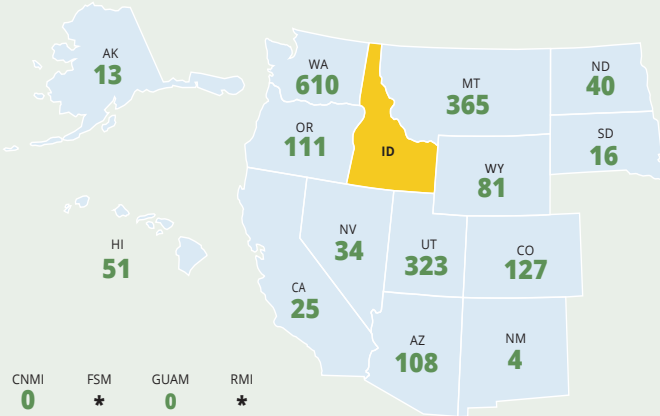 AK
13
WA
610
MT
365
ND
40
OR
111
ID
SD
16
WY
81
HI
51
NV
34
UT
323
CO
127
CA
25
AZ
108
NM
4
CNMI
0
FSM
*
GUAM
0
RMI
*